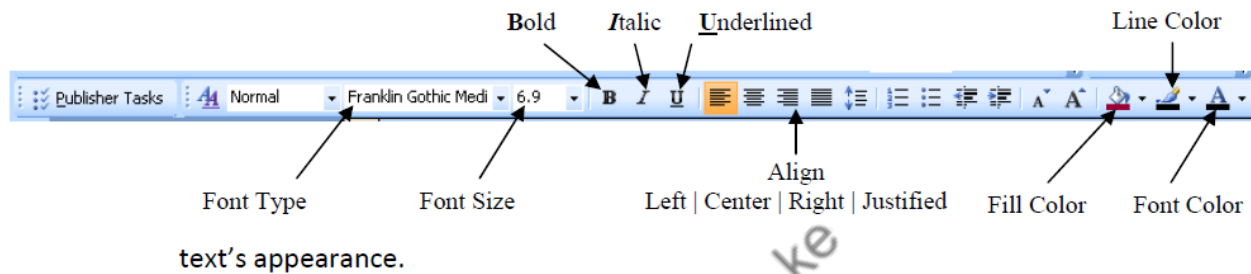 Bold Italic Underlined Line Color
Publisher Tasks Normal Franklin Gothic Medi 6.9 B I U A A A
Align
Font Type Font Size Left | Center | Right | Justified Fill Color Font Color
text's appearance.
ke